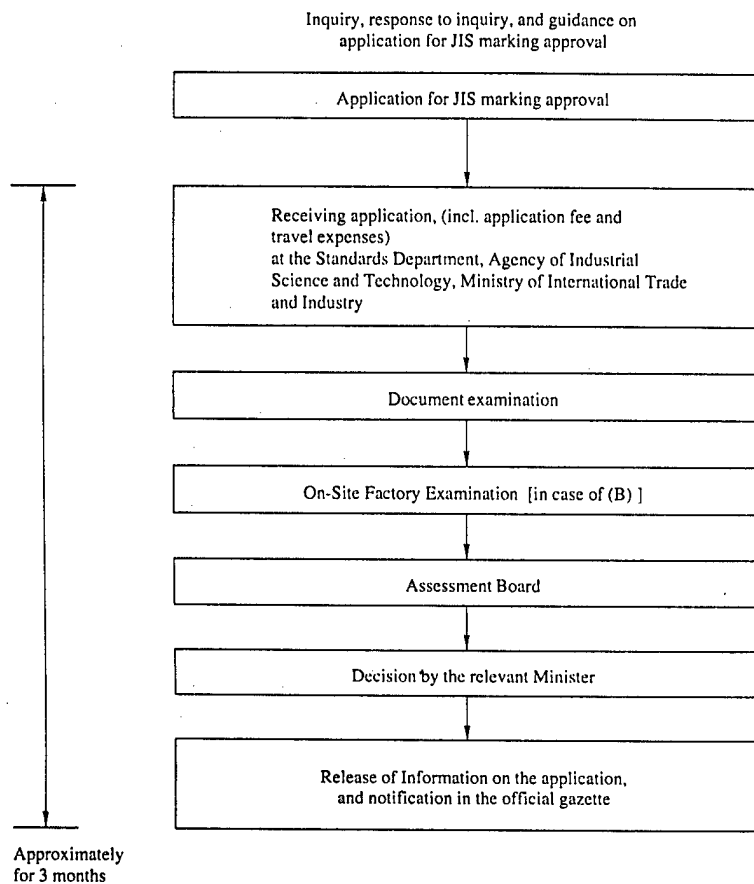 Inquiry, response to inquiry, and guidance on
application for JIS marking approval
Application for JIS marking approval
Receiving application, (incl. application fee and
travel expenses)
at the Standards Department, Agency of Industrial
Science and Technology, Ministry of International Trade
and Industry
Document examination
On-Site Factory Examination [in case of (B) ]
Assessment Board
Decision by the relevant Minister
Release of Information on the application,
and notification in the official gazette
Approximately
for 3 months